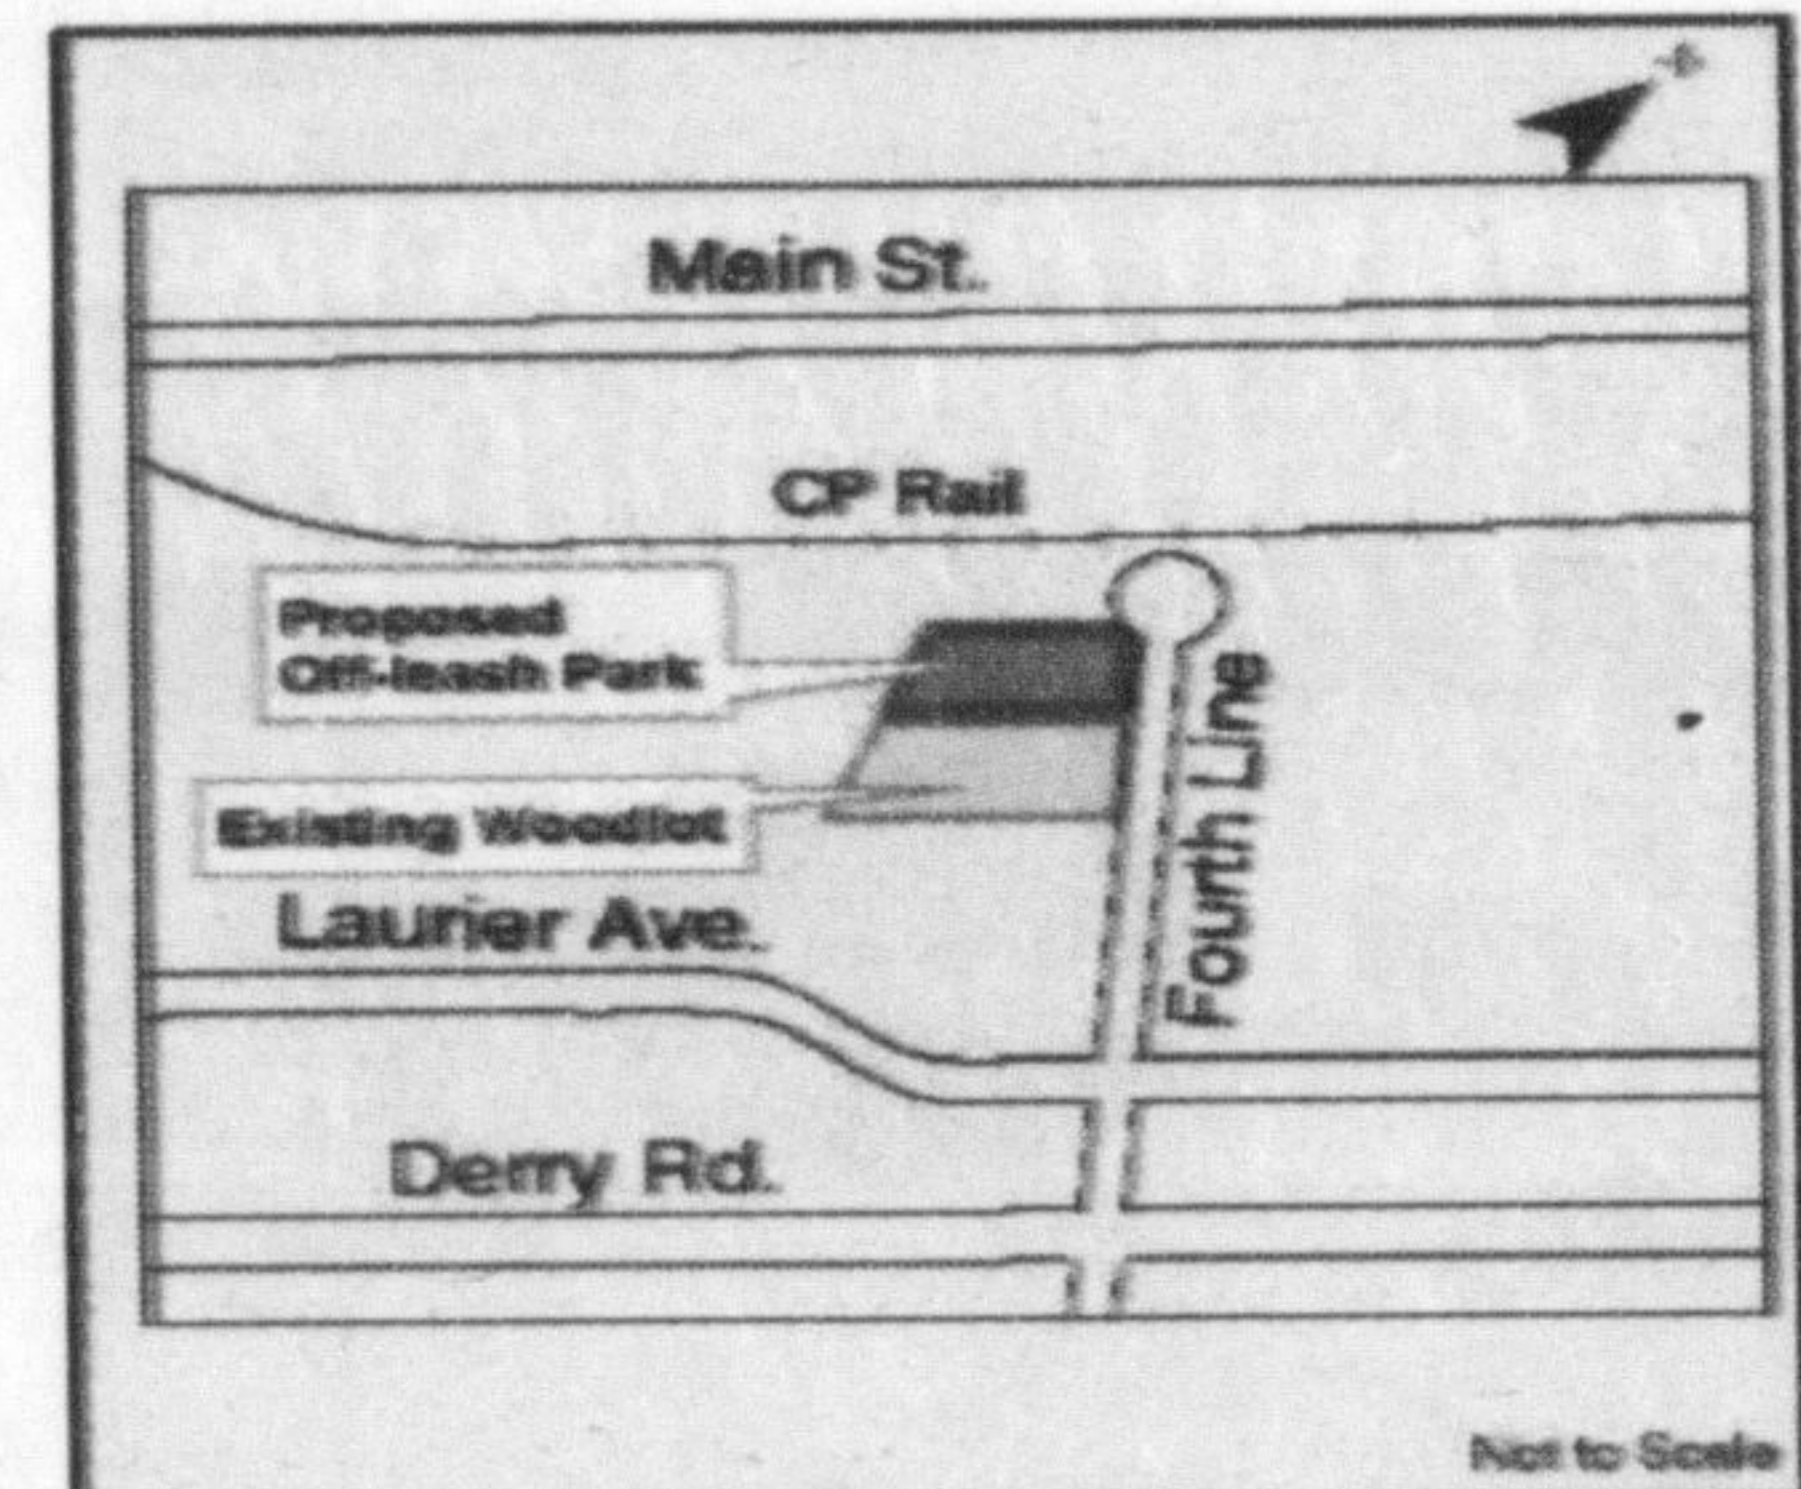 Main St.
CP Rail
Proposed
Off-leash Park
Existing Woodlot
Laurier Ave.
Fourth Line
Derry Rd.
Not to Scale